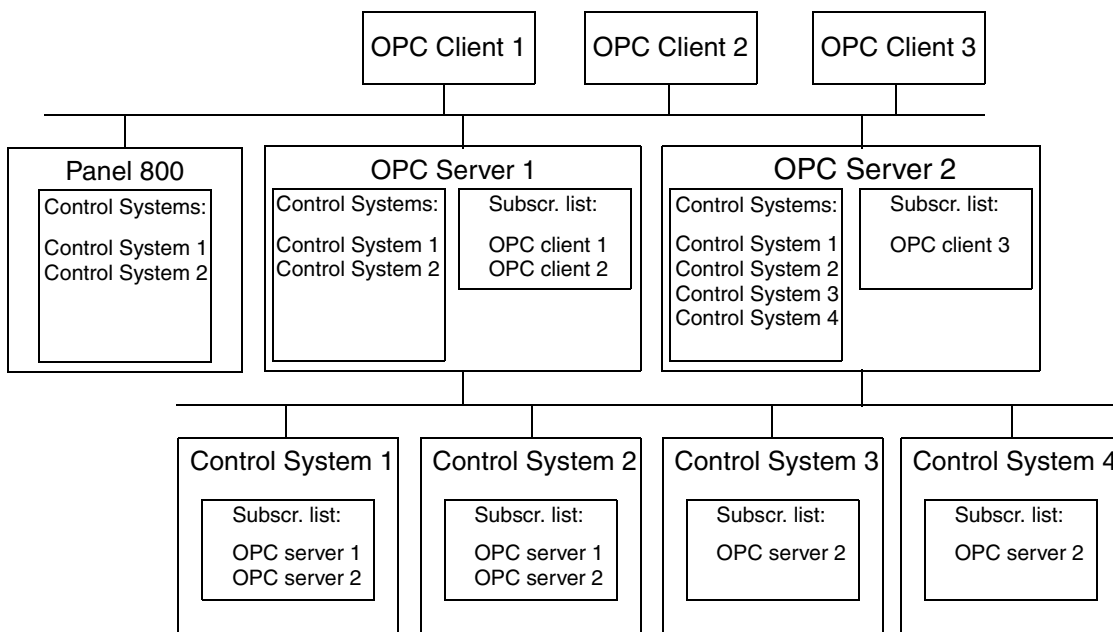 OPC Client 1
OPC Client 2
OPC Client 3
Panel 800
Control Systems:
Control System 1
Control System 2
OPC Server 1
Control Systems:
Control System 1
Control System 2
Subscr. list:
OPC client 1
OPC client 2
OPC Server 2
Control Systems:
Control System 1
Control System 2
Control System 3
Control System 4
Subscr. list:
OPC client 3
Control System 1
Subscr. list:
OPC server 1
OPC server 2
Control System 2
Subscr. list:
OPC server 1
OPC server 2
Control System 3
Subscr. list:
OPC server 2
Control System 4
Subscr. list:
OPC server 2